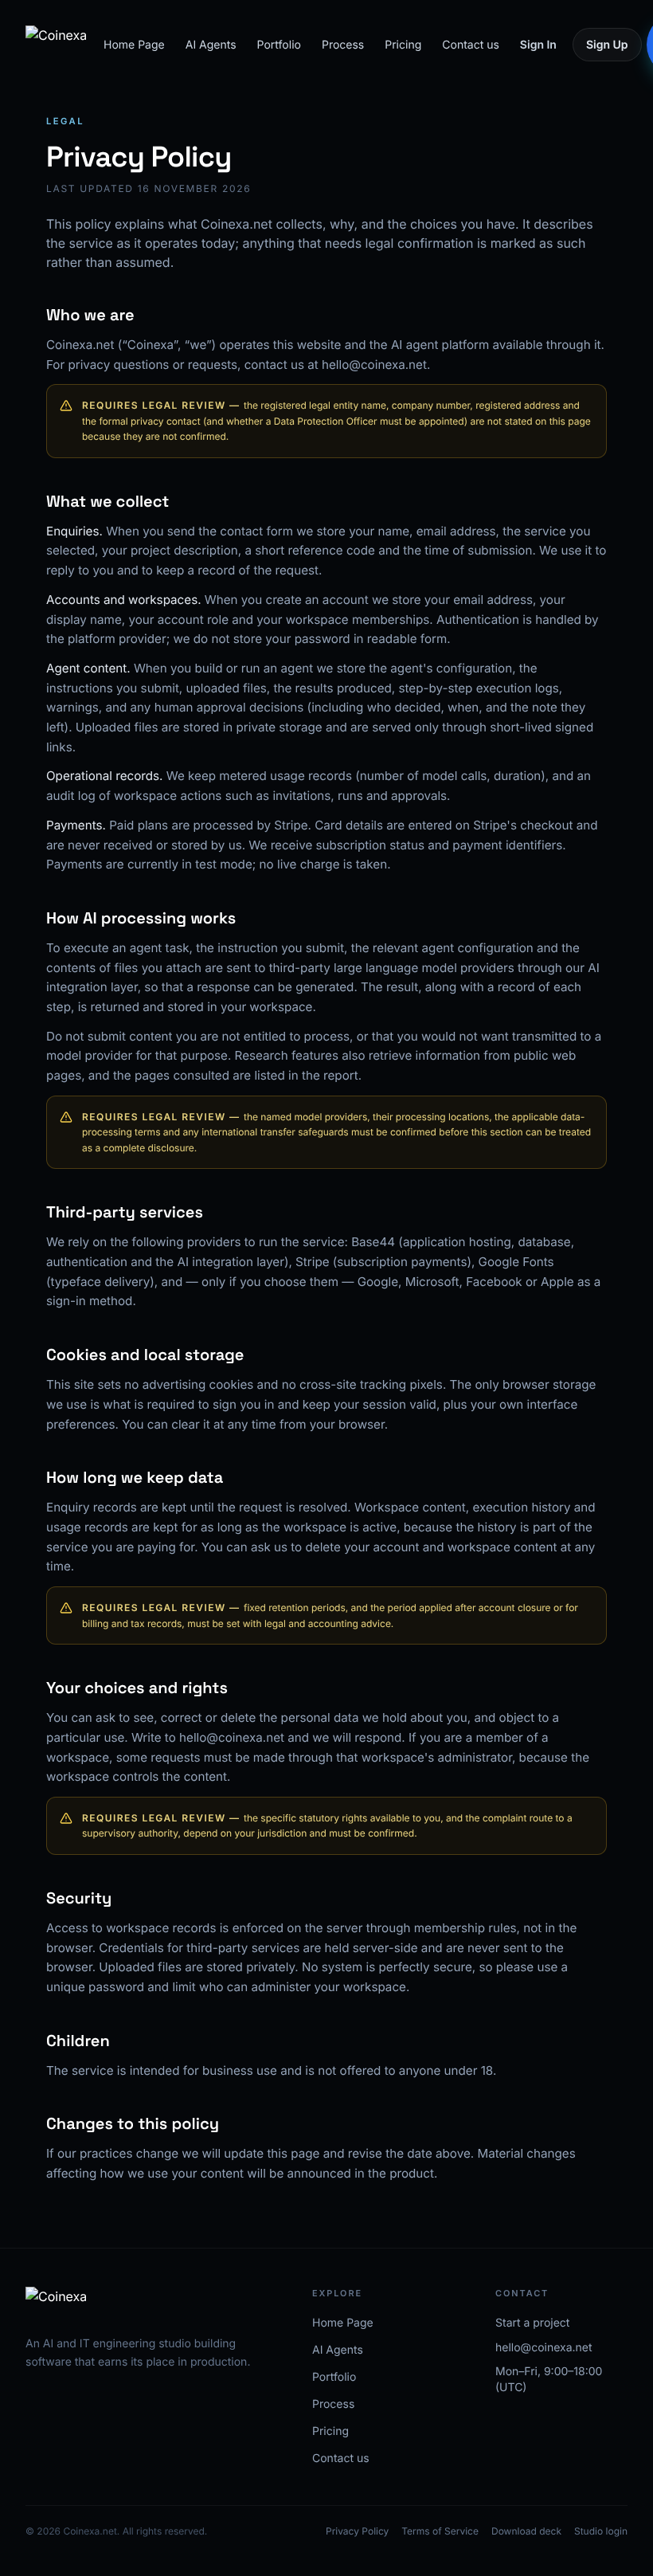 Coinexa
Home Page
AI Agents
Portfolio
Process
Pricing
Contact us
Sign In
Sign Up
LEGAL
Privacy Policy
LAST UPDATED 16 NOVEMBER 2026
This policy explains what Coinexa.net collects, why, and the choices you have. It describes
the service as it operates today; anything that needs legal confirmation is marked as such
rather than assumed.
Who we are
Coinexa.net (“Coinexa”, “we”) operates this website and the AI agent platform available through it.
For privacy questions or requests, contact us at hello@coinexa.net.
REQUIRES LEGAL REVIEW — the registered legal entity name, company number, registered address and
the formal privacy contact (and whether a Data Protection Officer must be appointed) are not stated on this page
because they are not confirmed.
What we collect
Enquiries. When you send the contact form we store your name, email address, the service you
selected, your project description, a short reference code and the time of submission. We use it to
reply to you and to keep a record of the request.
Accounts and workspaces. When you create an account we store your email address, your
display name, your account role and your workspace memberships. Authentication is handled by
the platform provider; we do not store your password in readable form.
Agent content. When you build or run an agent we store the agent's configuration, the
instructions you submit, uploaded files, the results produced, step-by-step execution logs,
warnings, and any human approval decisions (including who decided, when, and the note they
left). Uploaded files are stored in private storage and are served only through short-lived signed
links.
Operational records. We keep metered usage records (number of model calls, duration), and an
audit log of workspace actions such as invitations, runs and approvals.
Payments. Paid plans are processed by Stripe. Card details are entered on Stripe's checkout and
are never received or stored by us. We receive subscription status and payment identifiers.
Payments are currently in test mode; no live charge is taken.
How AI processing works
To execute an agent task, the instruction you submit, the relevant agent configuration and the
contents of files you attach are sent to third-party large language model providers through our AI
integration layer, so that a response can be generated. The result, along with a record of each
step, is returned and stored in your workspace.
Do not submit content you are not entitled to process, or that you would not want transmitted to a
model provider for that purpose. Research features also retrieve information from public web
pages, and the pages consulted are listed in the report.
REQUIRES LEGAL REVIEW — the named model providers, their processing locations, the applicable data-
processing terms and any international transfer safeguards must be confirmed before this section can be treated
as a complete disclosure.
Third-party services
We rely on the following providers to run the service: Base44 (application hosting, database,
authentication and the AI integration layer), Stripe (subscription payments), Google Fonts
(typeface delivery), and — only if you choose them — Google, Microsoft, Facebook or Apple as a
sign-in method.
Cookies and local storage
This site sets no advertising cookies and no cross-site tracking pixels. The only browser storage
we use is what is required to sign you in and keep your session valid, plus your own interface
preferences. You can clear it at any time from your browser.
How long we keep data
Enquiry records are kept until the request is resolved. Workspace content, execution history and
usage records are kept for as long as the workspace is active, because the history is part of the
service you are paying for. You can ask us to delete your account and workspace content at any
time.
REQUIRES LEGAL REVIEW — fixed retention periods, and the period applied after account closure or for
billing and tax records, must be set with legal and accounting advice.
Your choices and rights
You can ask to see, correct or delete the personal data we hold about you, and object to a
particular use. Write to hello@coinexa.net and we will respond. If you are a member of a
workspace, some requests must be made through that workspace's administrator, because the
workspace controls the content.
REQUIRES LEGAL REVIEW — the specific statutory rights available to you, and the complaint route to a
supervisory authority, depend on your jurisdiction and must be confirmed.
Security
Access to workspace records is enforced on the server through membership rules, not in the
browser. Credentials for third-party services are held server-side and are never sent to the
browser. Uploaded files are stored privately. No system is perfectly secure, so please use a
unique password and limit who can administer your workspace.
Children
The service is intended for business use and is not offered to anyone under 18.
Changes to this policy
If our practices change we will update this page and revise the date above. Material changes
affecting how we use your content will be announced in the product.
Coinexa
An AI and IT engineering studio building
software that earns its place in production.
EXPLORE
Home Page
AI Agents
Portfolio
Process
Pricing
Contact us
CONTACT
Start a project
hello@coinexa.net
Mon–Fri, 9:00–18:00
(UTC)
© 2026 Coinexa.net. All rights reserved.
Privacy Policy
Terms of Service
Download deck
Studio login